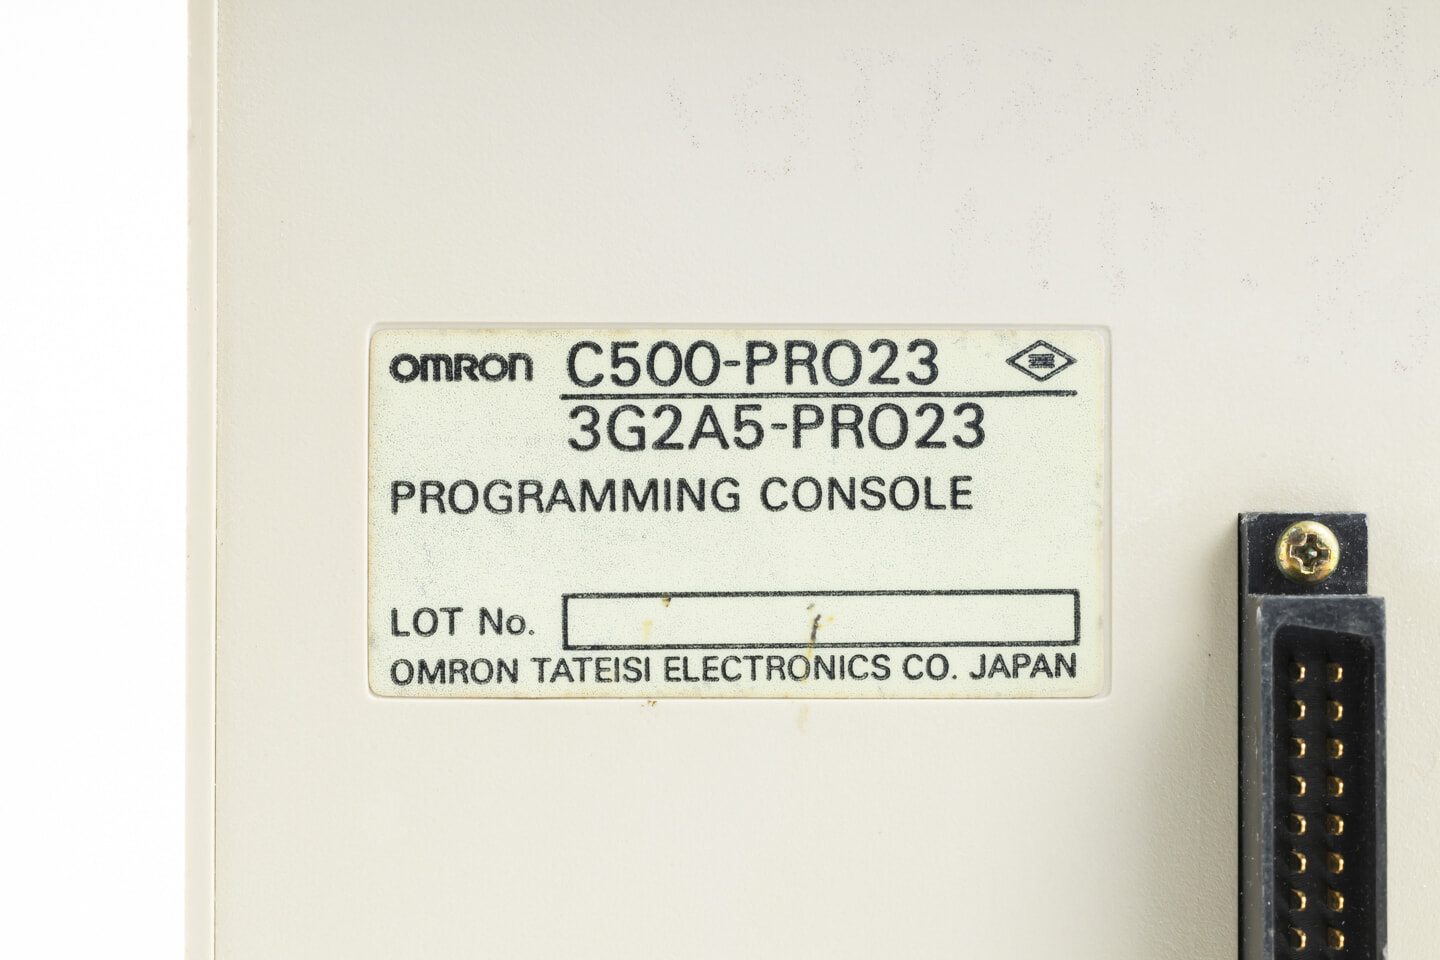 omron C500-PRO23
3G2A5-PRO23
PROGRAMMING CONSOLE
LOT No.
OMRON TATEISI ELECTRONICS CO. JAPAN